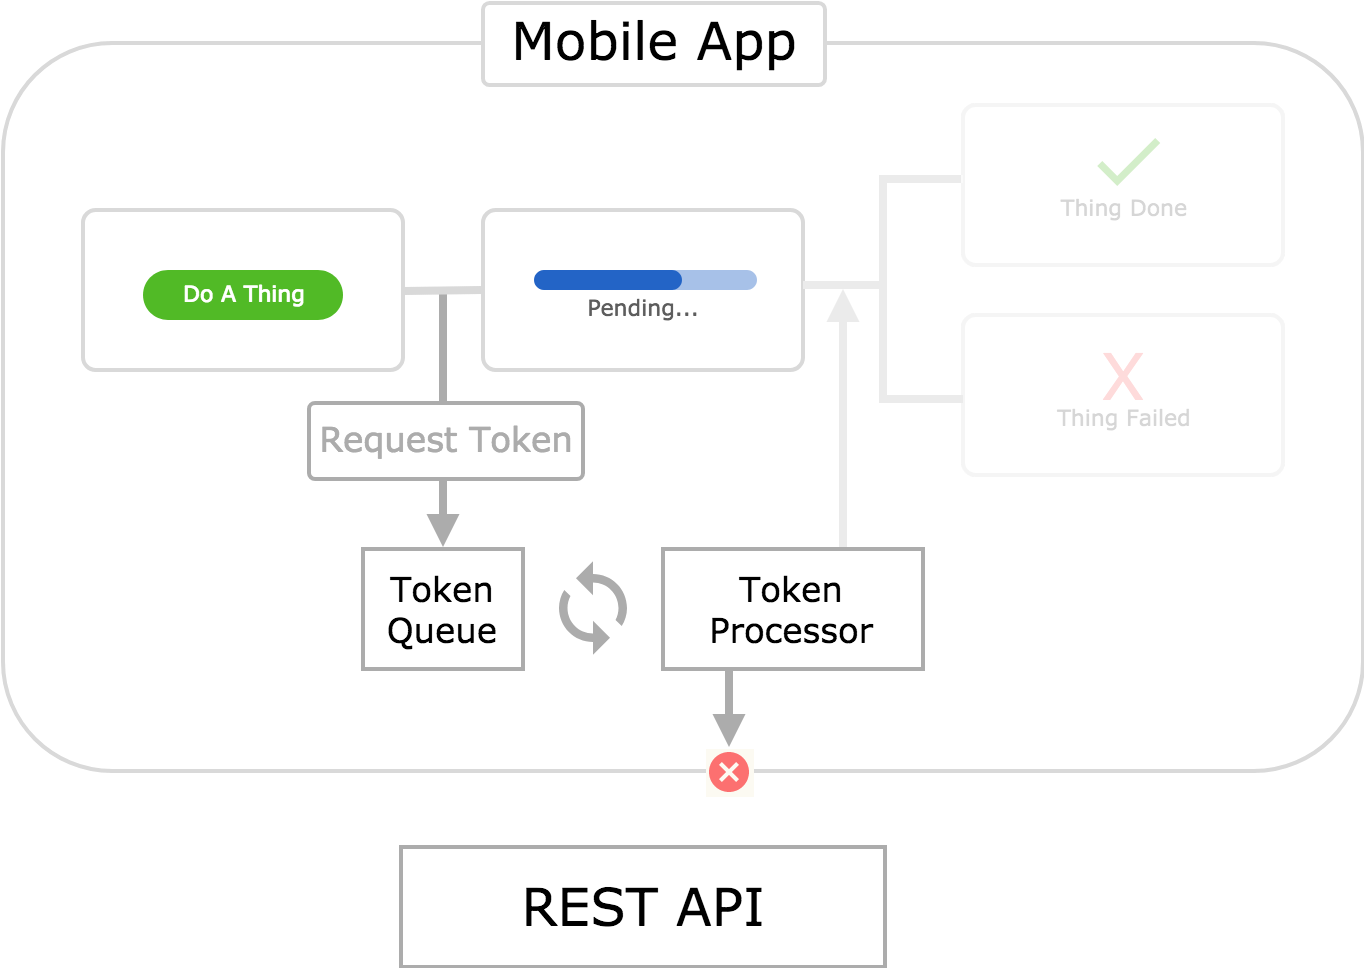 Mobile App
Thing Done
Do A Thing
Pending...
Thing Failed
Request Token
Token
Queue
Token
Processor
REST API